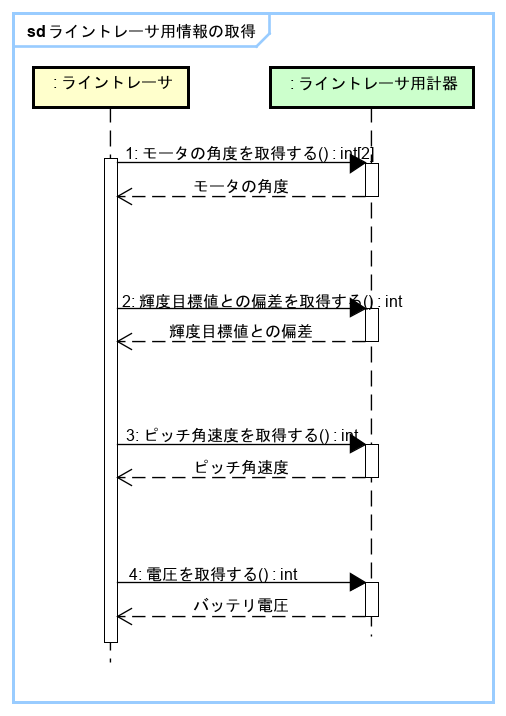 sd ライントレーサ用情報の取得
: ライントレーサ
: ライントレーサ用計器
1: モータの角度を取得する() : int[2]
モータの角度
2: 輝度目標値との偏差を取得する() : int
輝度目標値との偏差
3: ピッチ角速度を取得する() : int
ピッチ角速度
4: 電圧を取得する() : int
バッテリ電圧